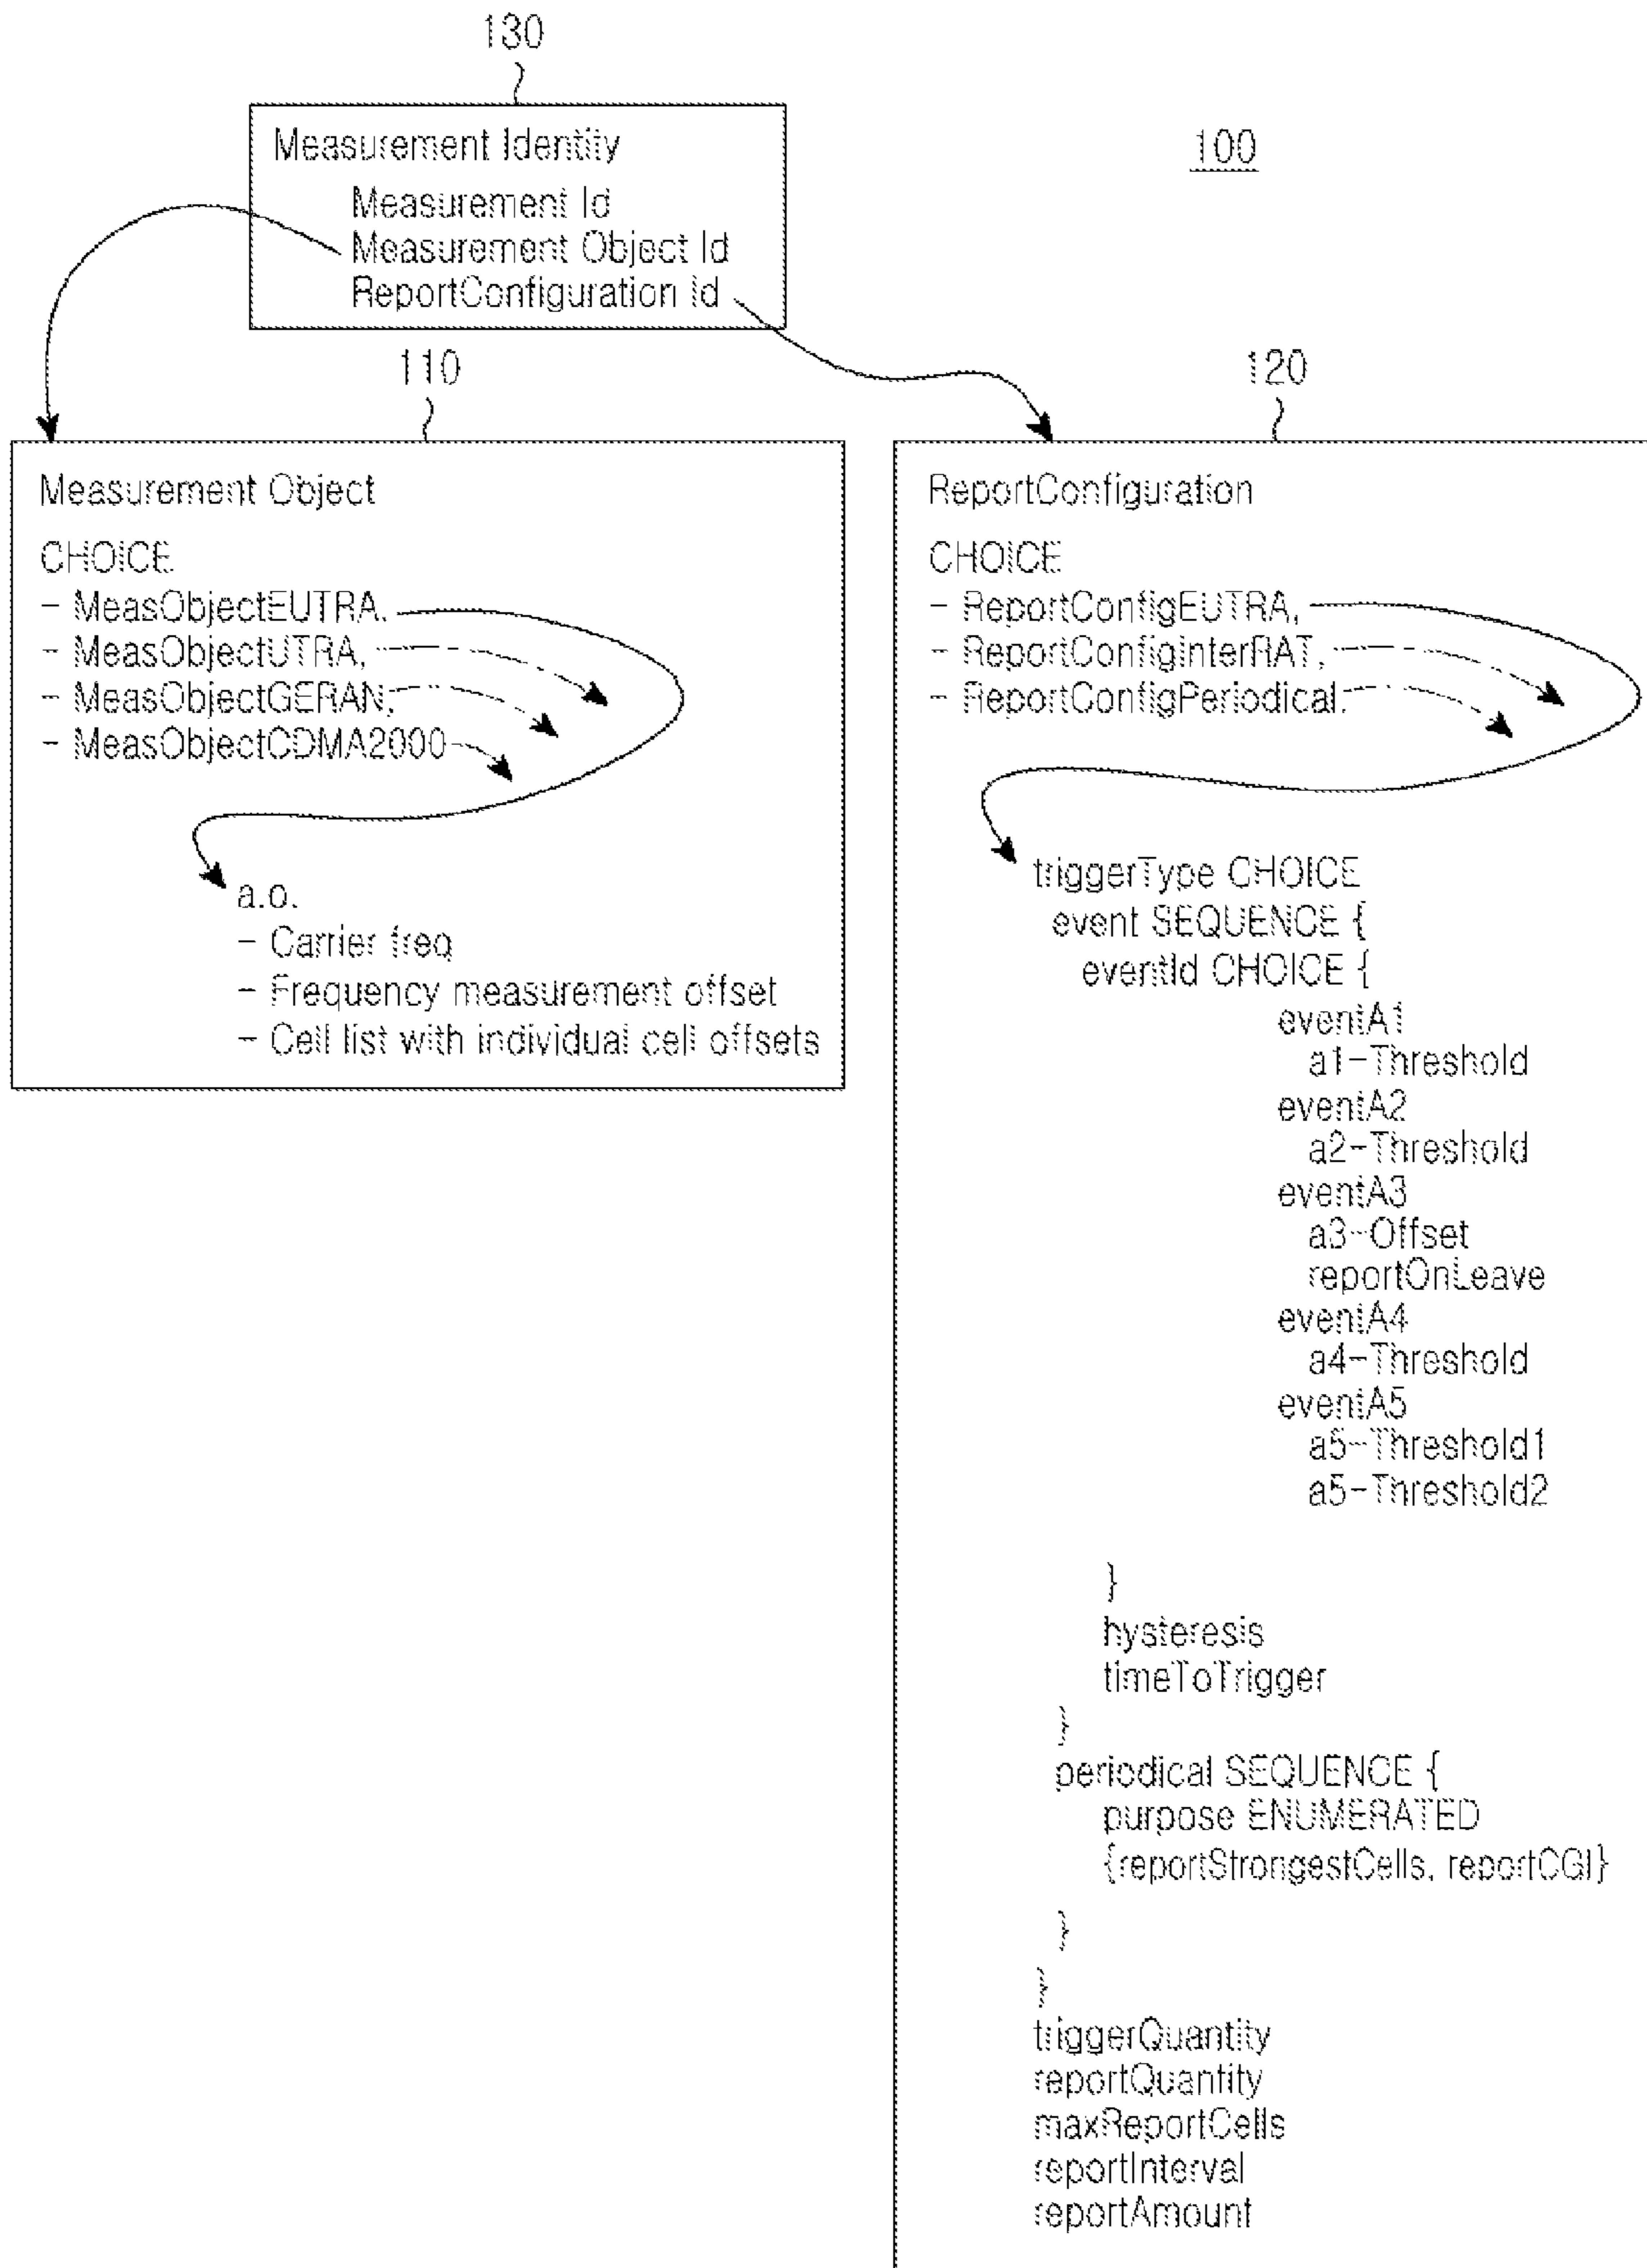 130
100
Measurement Identity
Measurement Id
Measurement Object Id
ReportConfiguration Id
110
Measurement Object
CHOICE
- MeasObjectEUTRA,
- MeasObjectUTRA,
- MeasObjectGERAN,
- MeasObjectCDMA2000
a.o.
- Carrier freq
- Frequency measurement offset
- Cell list with individual cell offsets
120
ReportConfiguration
CHOICE
- ReportConfigEUTRA,
- ReportConfigInterRAT,
- ReportConfigPeriodical.
triggerType CHOICE
event SEQUENCE {
eventId CHOICE {
eventA1
a1-Threshold
eventA2
a2-Threshold
eventA3
a3-Offset
reportOnLeave
eventA4
a4-Threshold
eventA5
a5-Threshold1
a5-Threshold2
}
hysteresis
timeToTrigger
}
periodical SEQUENCE {
purpose ENUMERATED
{reportStrongestCells, reportCGI}
}
}
triggerQuantity
reportQuantity
maxReportCells
reportInterval
reportAmount